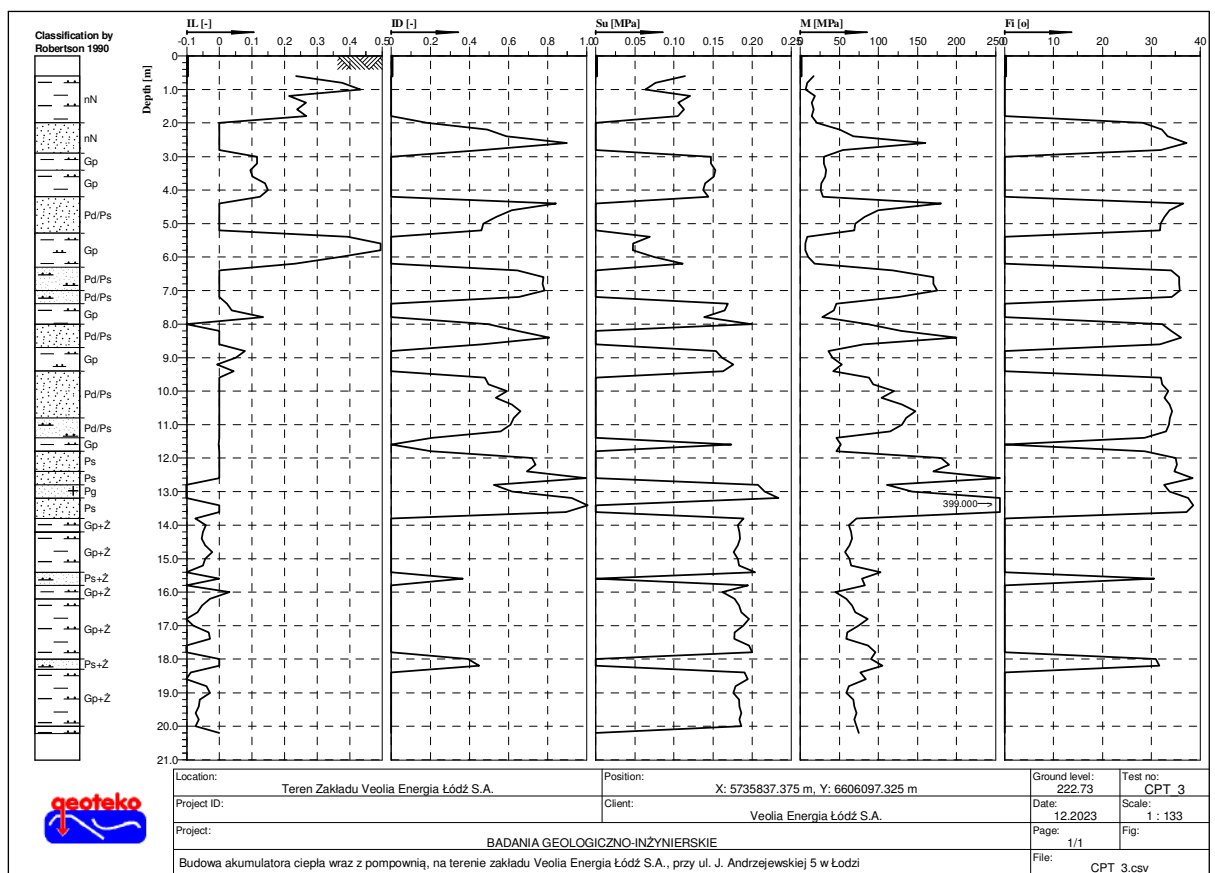 Classification by
Robertson 1990
IL [-]
ID [-]
Su [MPa]
M [MPa]
Fi [o]
-0.1 0 0.1 0.2 0.3 0.4 0.5
0.2 0.4 0.6 0.8 1.0
0.05 0.10 0.15 0.20 0.25
50 100 150 200 250
10 20 30 40
Depth [m]
0
1.0
2.0
3.0
4.0
5.0
6.0
7.0
8.0
9.0
10.0
11.0
12.0
13.0
14.0
15.0
16.0
17.0
18.0
19.0
20.0
21.0
nN
nN
Gp
Gp
Pd/Ps
Gp
Pd/Ps
Pd/Ps
Gp
Pd/Ps
Gp
Pd/Ps
Pd/Ps
Gp
Ps
Ps
Pg
Ps
Gp+Ż
Gp+Ż
Ps+Ż
Gp+Ż
Gp+Ż
Ps+Ż
Gp+Ż
399.000
geoteko
Location:
Teren Zakładu Veolia Energia Łódź S.A.
Position:
X: 5735837.375 m, Y: 6606097.325 m
Ground level:
222.73
Test no:
CPT_3
Project ID:
Client:
Veolia Energia Łódź S.A.
Date:
12.2023
Scale:
1 : 133
Project:
BADANIA GEOLOGICZNO-INŻYNIERSKIE
Page:
1/1
Fig:
Budowa akumulatora ciepła wraz z pompownią, na terenie zakładu Veolia Energia Łódź S.A., przy ul. J. Andrzejewskiej 5 w Łodzi
File:
CPT_3.csv